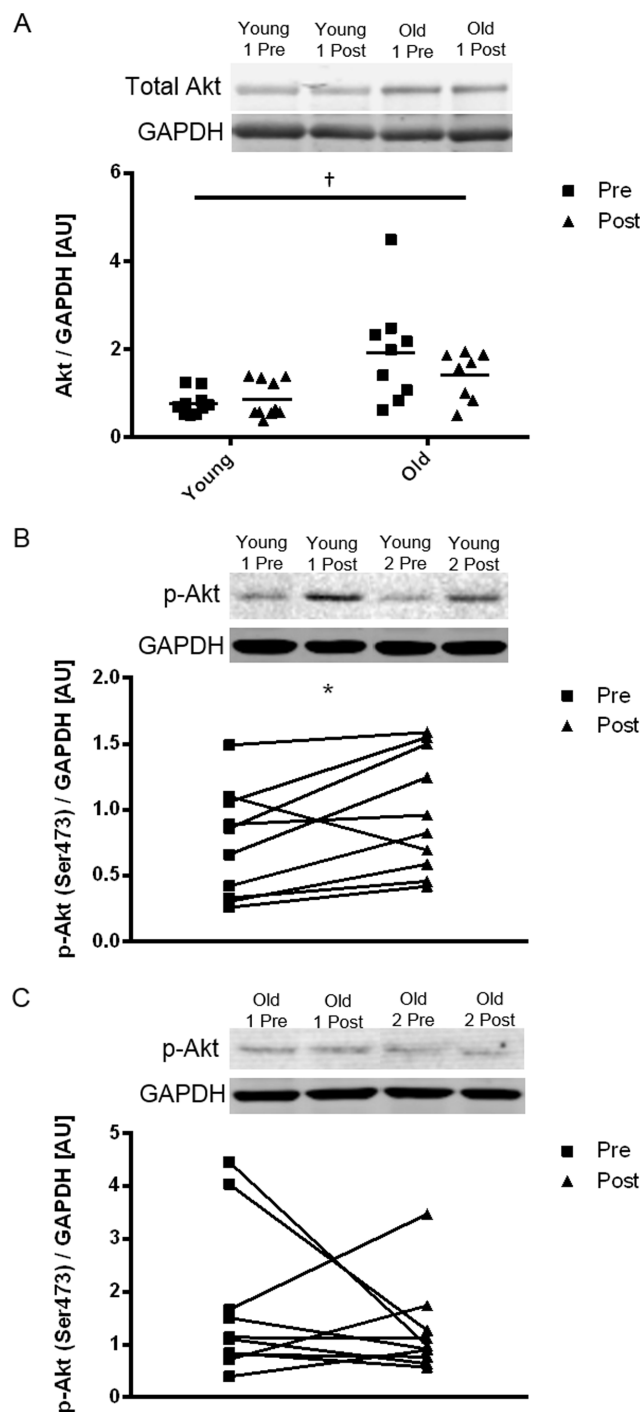 A
Young Young Old Old
1 Pre 1 Post 1 Pre 1 Post
Total Akt
GAPDH
Akt / GAPDH [AU]
6
4
2
0
†
Pre
Post
Young
Old
B
Young Young Young Young
1 Pre 1 Post 2 Pre 2 Post
p-Akt
GAPDH
p-Akt (Ser473) / GAPDH [AU]
2.0
1.5
1.0
0.5
0.0
*
Pre
Post
C
Old Old Old Old
1 Pre 1 Post 2 Pre 2 Post
p-Akt
GAPDH
p-Akt (Ser473) / GAPDH [AU]
5
4
3
2
1
0
Pre
Post